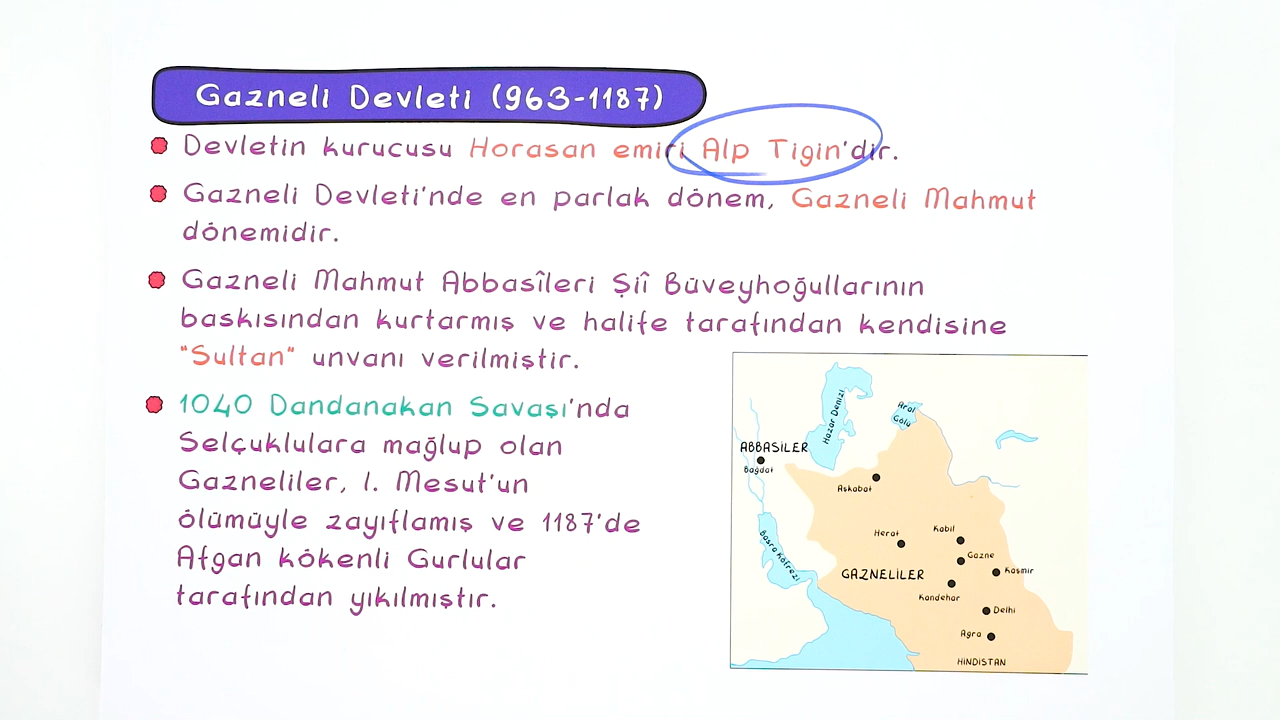 Gazneli Devleti (963-1187)
Devletin kurucusu Horasan emiri Alp Tigin'dir.
Gazneli Devleti'nde en parlak dönem, Gazneli Mahmut
dönemidir.
Gazneli Mahmut Abbasîleri Şiî Büveyhoğullarının
baskısından kurtarmış ve halife tarafından kendisine
"Sultan" unvanı verilmiştir.
1040 Dandanakan Savaşı'nda
Selçuklulara mağlup olan
Gazneliler, I. Mesut'un
ölümüyle zayıflamış ve 1187'de
Afgan kökenli Gurlular
tarafından yıkılmıştır.
Hazar Denizi
Aral
Gölü
ABBASİLER
Bağdat
Aşkabat
Basra Körfezi
Herat
Kabil
Gazne
Keşmir
GAZNELİLER
Kandehar
Delhi
Agra
HİNDİSTAN